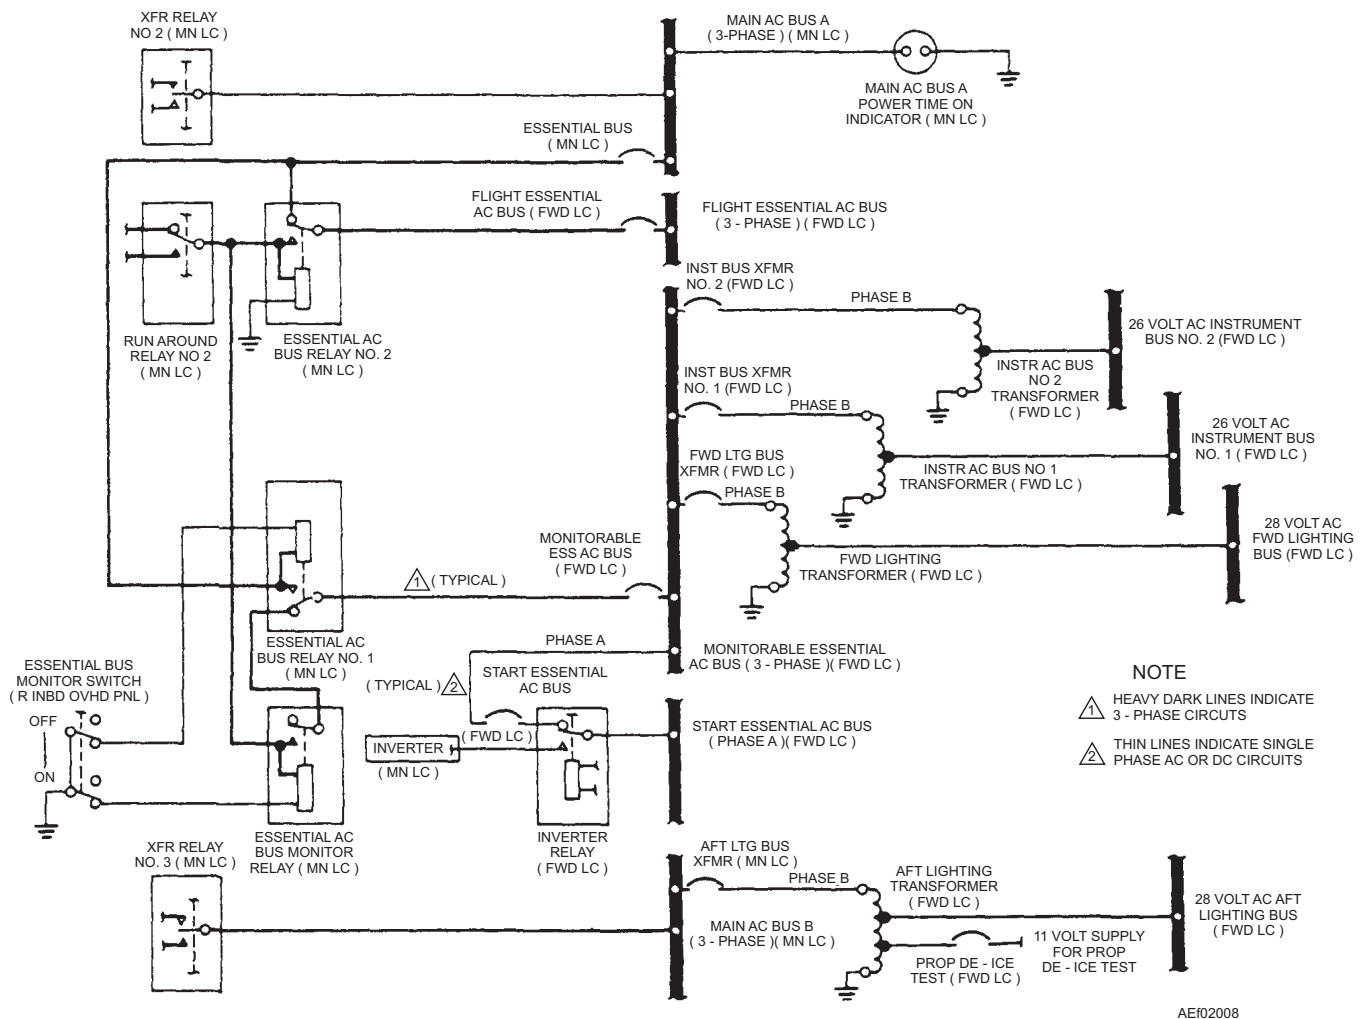 XFR RELAY
NO 2 ( MN LC )
MAIN AC BUS A
( 3-PHASE ) ( MN LC )
MAIN AC BUS A
POWER TIME ON
INDICATOR ( MN LC )
ESSENTIAL BUS
( MN LC )
FLIGHT ESSENTIAL
AC BUS ( FWD LC )
FLIGHT ESSENTIAL AC BUS
( 3 - PHASE ) ( FWD LC )
RUN AROUND
RELAY NO 2
( MN LC )
ESSENTIAL AC
BUS RELAY NO. 2
( MN LC )
INST BUS XFMR
NO. 2 (FWD LC )
PHASE B
26 VOLT AC INSTRUMENT
BUS NO. 2 (FWD LC )
INSTR AC BUS
NO 2
TRANSFORMER
( FWD LC )
INST BUS XFMR
NO. 1 (FWD LC )
PHASE B
26 VOLT AC
INSTRUMENT BUS
NO. 1 ( FWD LC )
INSTR AC BUS NO 1
TRANSFORMER ( FWD LC )
FWD LTG BUS
XFMR ( FWD LC )
PHASE B
28 VOLT AC
FWD LIGHTING
BUS (FWD LC )
FWD LIGHTING
TRANSFORMER ( FWD LC )
MONITORABLE
ESS AC BUS
( FWD LC )
1 ( TYPICAL )
ESSENTIAL AC
BUS RELAY NO. 1
( MN LC )
PHASE A
MONITORABLE ESSENTIAL
AC BUS ( 3 - PHASE )( FWD LC )
ESSENTIAL BUS
MONITOR SWITCH
( R INBD OVHD PNL )
OFF
ON
START ESSENTIAL
AC BUS
( TYPICAL ) 2
( FWD LC )
INVERTER
( MN LC )
START ESSENTIAL AC BUS
( PHASE A )( FWD LC )
NOTE
1 HEAVY DARK LINES INDICATE
3 - PHASE CIRCUTS
2 THIN LINES INDICATE SINGLE
PHASE AC OR DC CIRCUITS
ESSENTIAL AC
BUS MONITOR
RELAY ( MN LC )
INVERTER
RELAY
( FWD LC )
XFR RELAY
NO. 3 ( MN LC )
AFT LTG BUS
XFMR ( MN LC )
PHASE B
AFT LIGHTING
TRANSFORMER
( FWD LC )
28 VOLT AC AFT
LIGHTING BUS
( FWD LC )
MAIN AC BUS B
( 3 - PHASE )( MN LC )
11 VOLT SUPPLY
FOR PROP
DE - ICE TEST
PROP DE - ICE
TEST ( FWD LC )
AEf02008